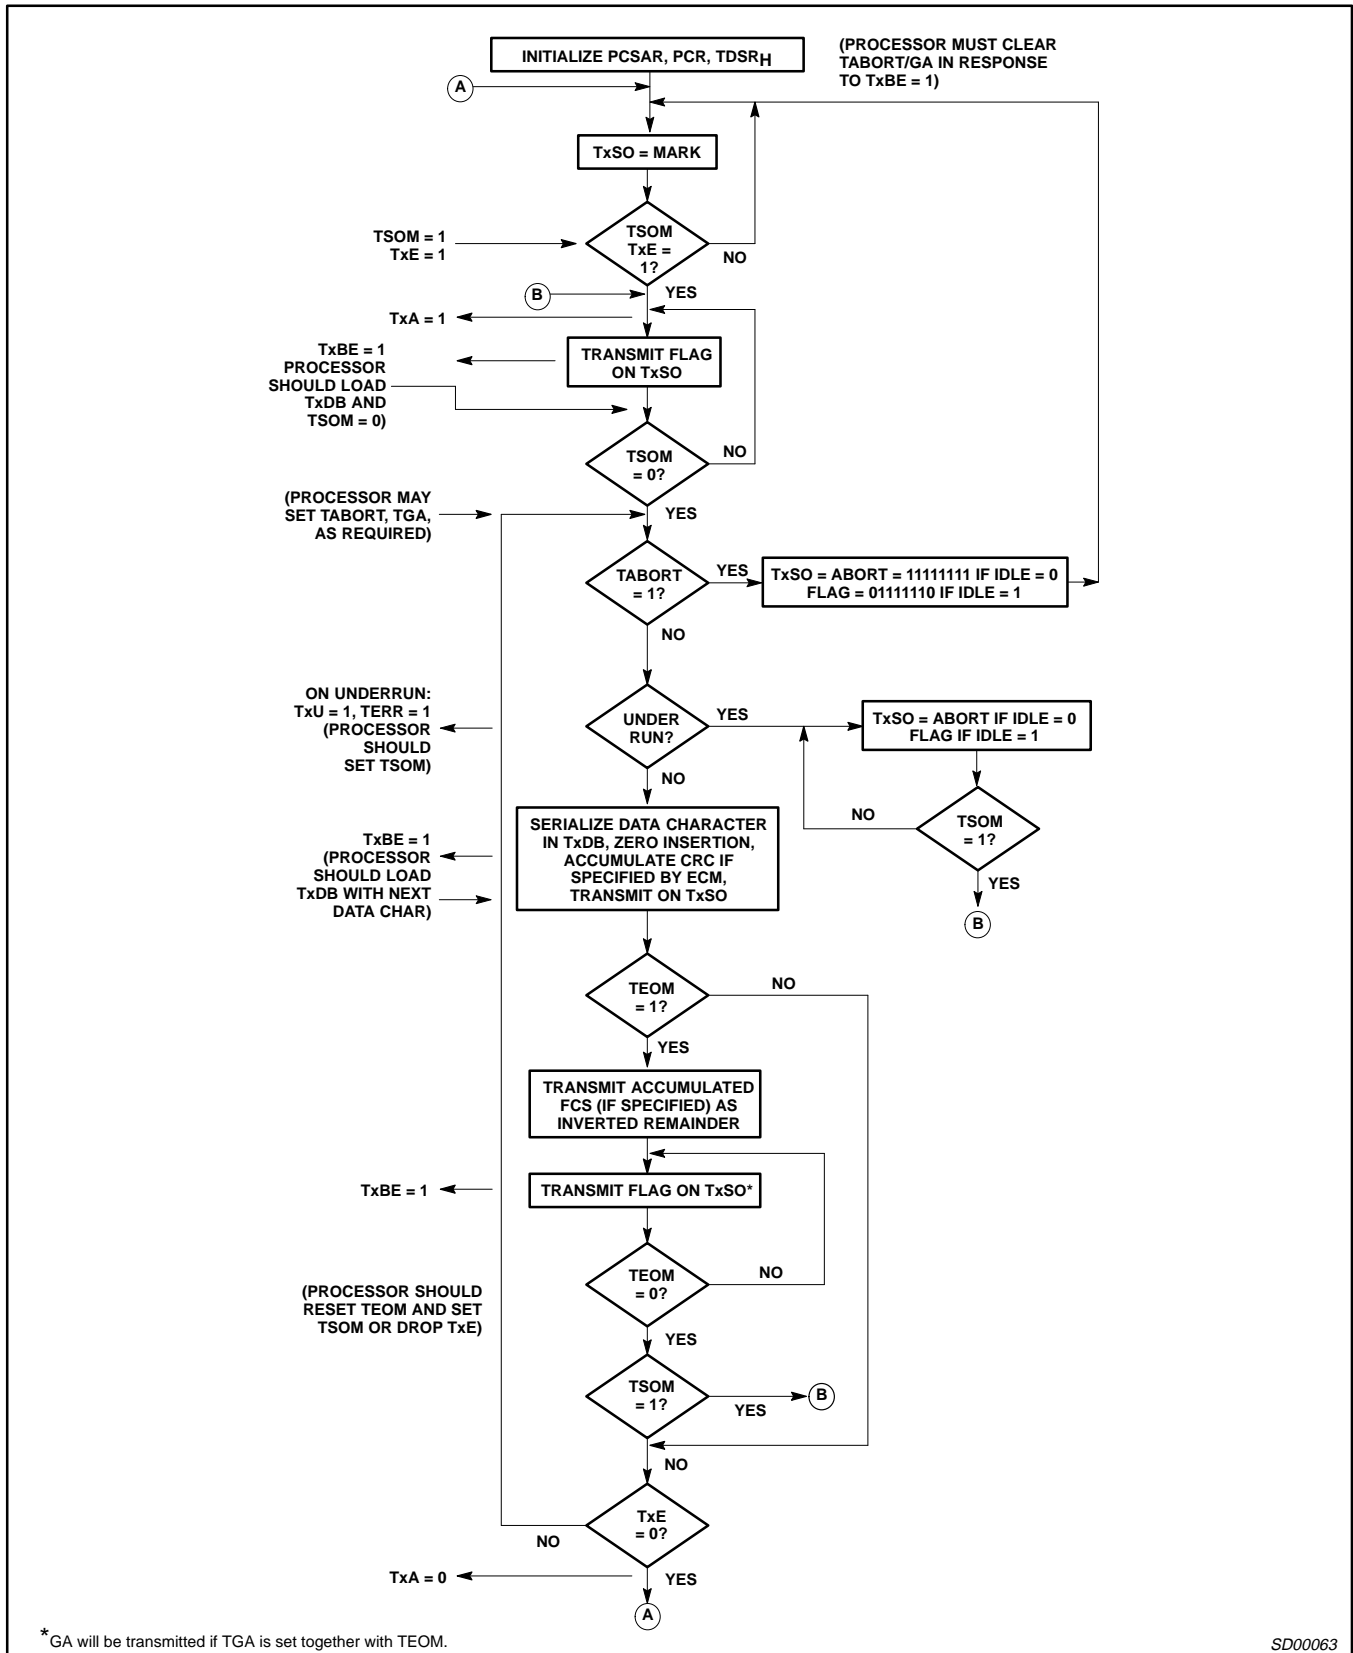 INITIALIZE PCSAR, PCR, TDSRH
(PROCESSOR MUST CLEAR
TABORT/GA IN RESPONSE
TO TxBE = 1)
A
TxSO = MARK
TSOM
TxE =
1?
NO
TSOM = 1
TxE = 1
YES
B
TxA = 1
TRANSMIT FLAG
ON TxSO
TxBE = 1
PROCESSOR
SHOULD LOAD
TxDB AND
TSOM = 0)
TSOM
= 0?
NO
YES
(PROCESSOR MAY
SET TABORT, TGA,
AS REQUIRED)
TABORT
= 1?
YES
TxSO = ABORT = 11111111 IF IDLE = 0
FLAG = 01111110 IF IDLE = 1
NO
ON UNDERRUN:
TxU = 1, TERR = 1
(PROCESSOR
SHOULD
SET TSOM)
UNDER
RUN?
YES
TxSO = ABORT IF IDLE = 0
FLAG IF IDLE = 1
NO
TSOM
= 1?
NO
YES
B
SERIALIZE DATA CHARACTER
IN TxDB, ZERO INSERTION,
ACCUMULATE CRC IF
SPECIFIED BY ECM,
TRANSMIT ON TxSO
TxBE = 1
(PROCESSOR
SHOULD LOAD
TxDB WITH NEXT
DATA CHAR)
TEOM
= 1?
NO
YES
TRANSMIT ACCUMULATED
FCS (IF SPECIFIED) AS
INVERTED REMAINDER
TRANSMIT FLAG ON TxSO*
TxBE = 1
TEOM
= 0?
NO
(PROCESSOR SHOULD
RESET TEOM AND SET
TSOM OR DROP TxE)
YES
TSOM
= 1?
YES
B
NO
TxE
= 0?
NO
YES
TxA = 0
A
*GA will be transmitted if TGA is set together with TEOM.
SD00063